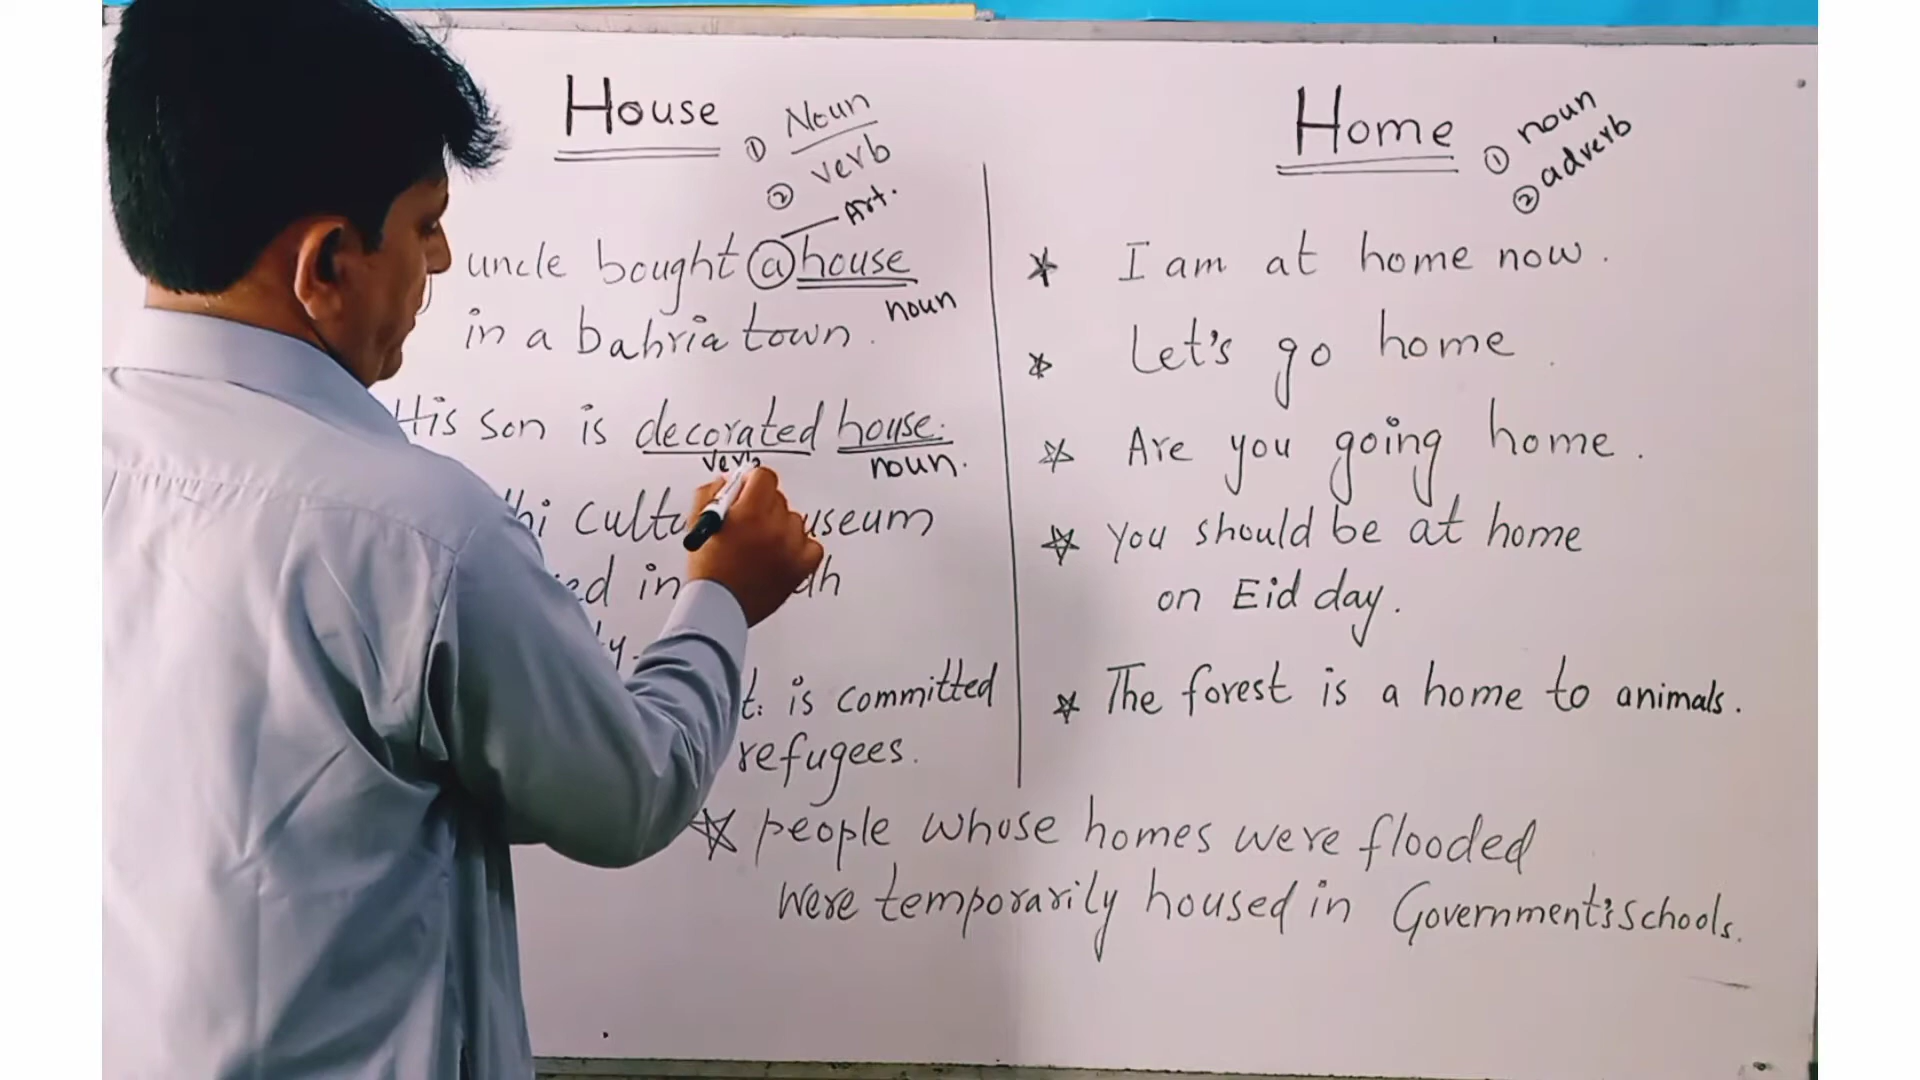 House
① Noun
② verb
Art.
uncle bought a house
noun
in a bahria town.
His son is decorated house.
verb
noun.
in
is committed
refugees.
Home
① noun
② adverb
I am at home now.
Let's go home.
Are you going home.
You should be at home
on Eid day.
The forest is a home to animals.
people whose homes were flooded
were temporarily housed in Government's schools.